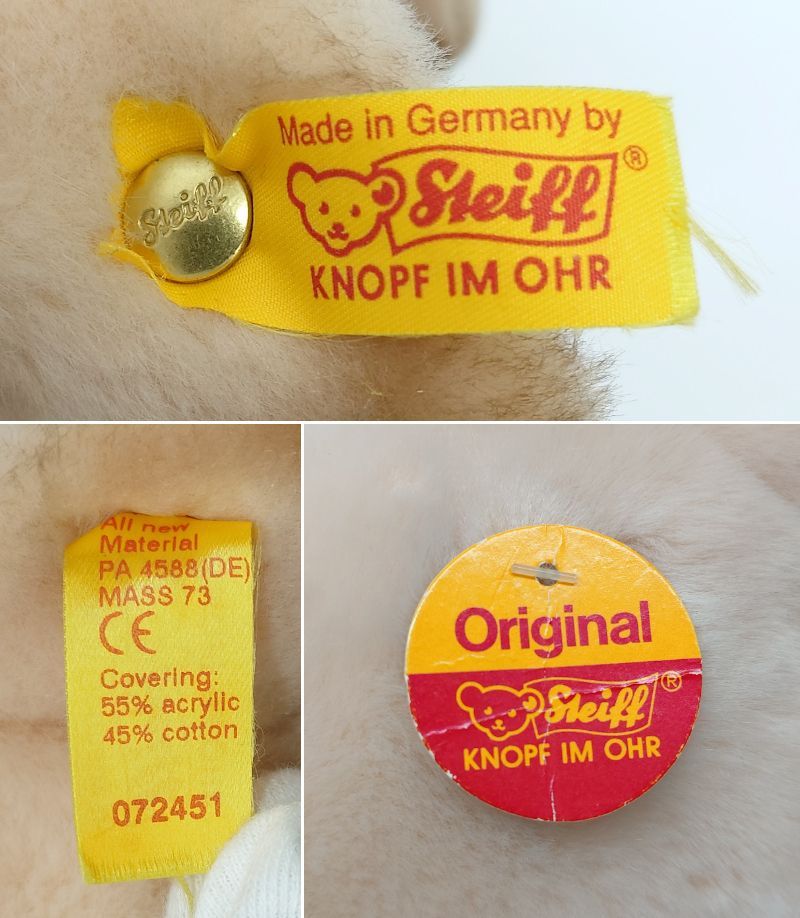 Made in Germany by
Steiff
Steiff ®
KNOPF IM OHR
All new
Material
PA 4588(DE)
MASS 73
CE
Covering:
55% acrylic
45% cotton
072451
Original
Steiff ®
KNOPF IM OHR